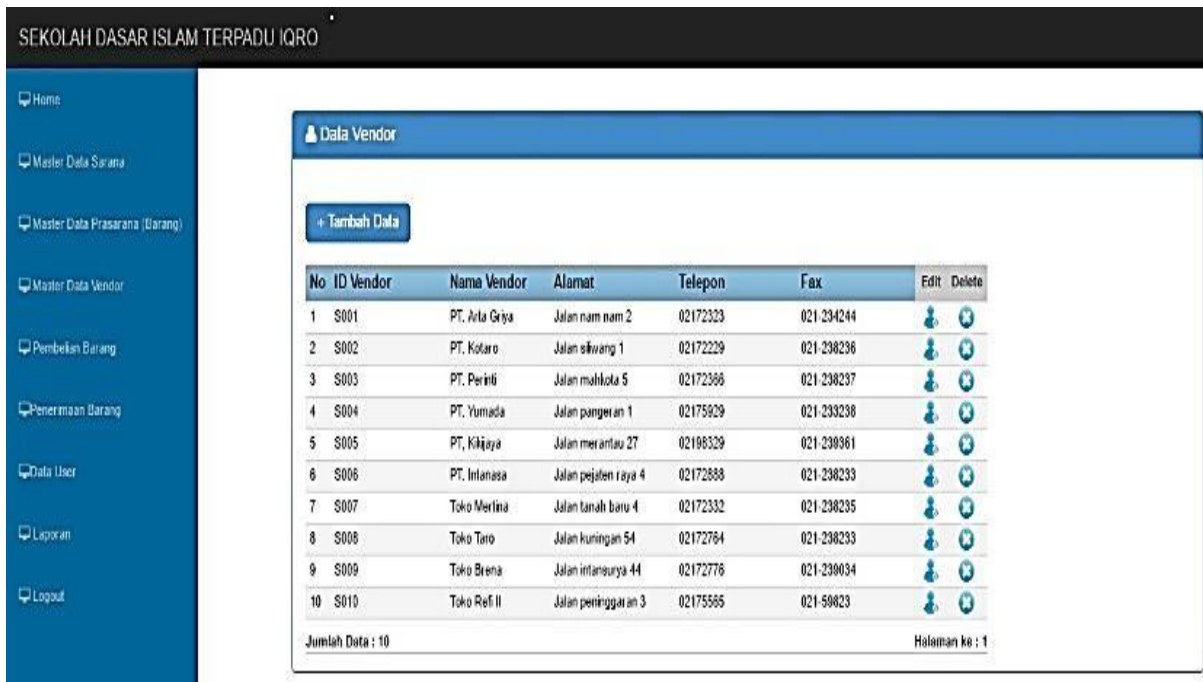 SEKOLAH DASAR ISLAM TERPADU IQRO
Home
Master Data Sarana
Master Data Prasarana (Barang)
Master Data Vendor
Pembelian Barang
Penermaan Barang
Data User
Laporan
Logout
Data Vendor
+ Tambah Data
No ID Vendor Nama Vendor Alamat Telepon Fax Edit Delete
1 S001 PT. Arta Griya Jalan nam nam 2 02172323 021-234244
2 S002 PT. Kotaro Jalan siliwang 1 02172229 021-238236
3 S003 PT. Perinti Jalan mahkota 5 02172366 021-238237
4 S004 PT. Yumada Jalan pangeran 1 02175929 021-233238
5 S005 PT, Kikijaya Jalan merantau 27 02198329 021-239361
6 S006 PT. Intanasa Jalan pejaten raya 4 02172888 021-238233
7 S007 Toko Mertina Jalan tanah baru 4 02172332 021-238235
8 S008 Toko Taro Jalan kuningan 54 02172764 021-238233
9 S009 Toko Brena Jalan intansurya 44 02172776 021-239034
10 S010 Toko Refi II Jalan peninggaran 3 02175565 021-59823
Jumlah Data : 10 Halaman ke : 1